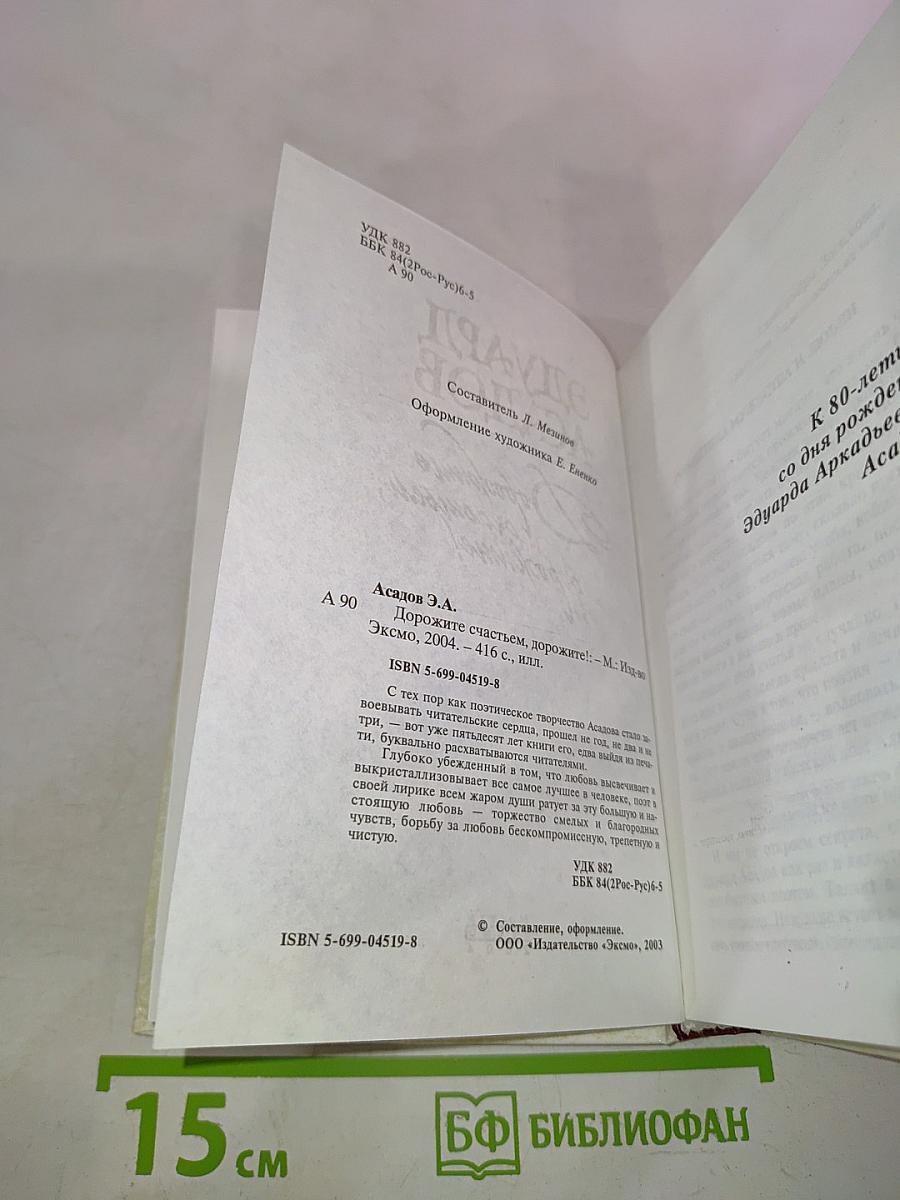 УДК 882
ББК 84(2Рос-Рус)6-5
А 90
Составитель Л. Мезинов
Оформление художника Е. Ененко
Асадов Э.А.
А 90 Дорожите счастьем, дорожите!: – М.: Изд-во
Эксмо, 2004. – 416 с., илл.
ISBN 5-699-04519-8
С тех пор как поэтическое творчество Асадова стало за-
воевывать читательские сердца, прошел не год, не два и не
три, — вот уже пятьдесят лет книги его, едва выйдя из печа-
ти, буквально расхватываются читателями.
Глубоко убежденный в том, что любовь высвечивает и
выкристаллизовывает все самое лучшее в человеке, поэт в
своей лирике всем жаром души ратует за эту большую и на-
стоящую любовь — торжество смелых и благородных
чувств, борьбу за любовь бескомпромиссную, трепетную и
чистую.
УДК 882
ББК 84(2Рос-Рус)6-5
ISBN 5-699-04519-8
© Составление, оформление.
ООО «Издательство «Эксмо», 2003
К 80-лети
со дня рожде
Эдуарда Аркадьее
Аса
15 см
БФ БИБЛИОФАН